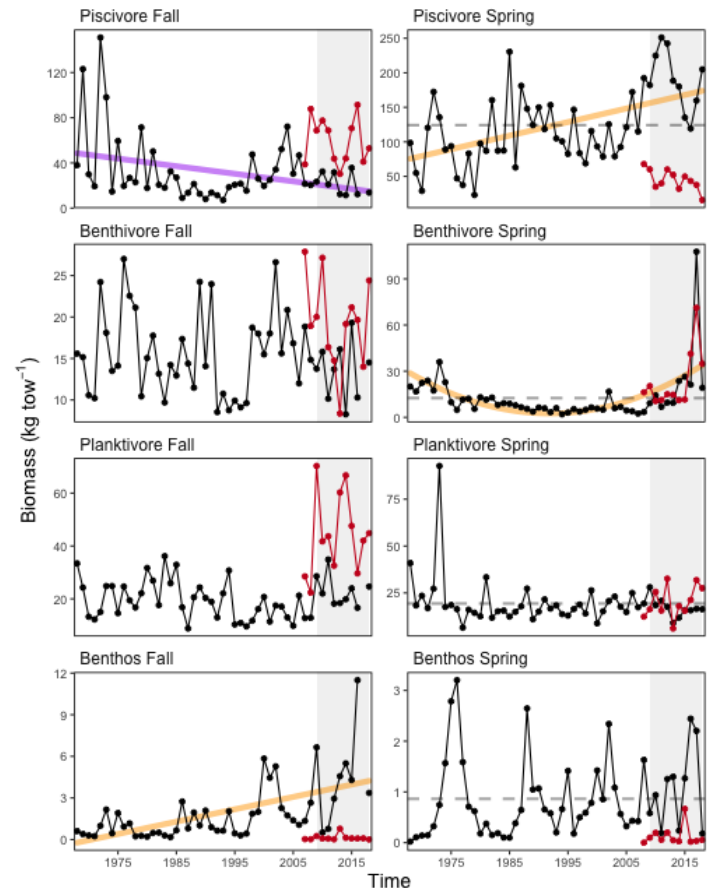 Piscivore Fall
Piscivore Spring
120
80
40
0
250
200
150
100
50
Benthivore Fall
Benthivore Spring
25
20
15
10
90
60
30
0
Planktivore Fall
Planktivore Spring
60
40
20
75
50
25
Benthos Fall
Benthos Spring
12
9
6
3
0
3
2
1
0
1975 1985 1995 2005 2015
1975 1985 1995 2005 2015
Time
Biomass (kg tow⁻¹)